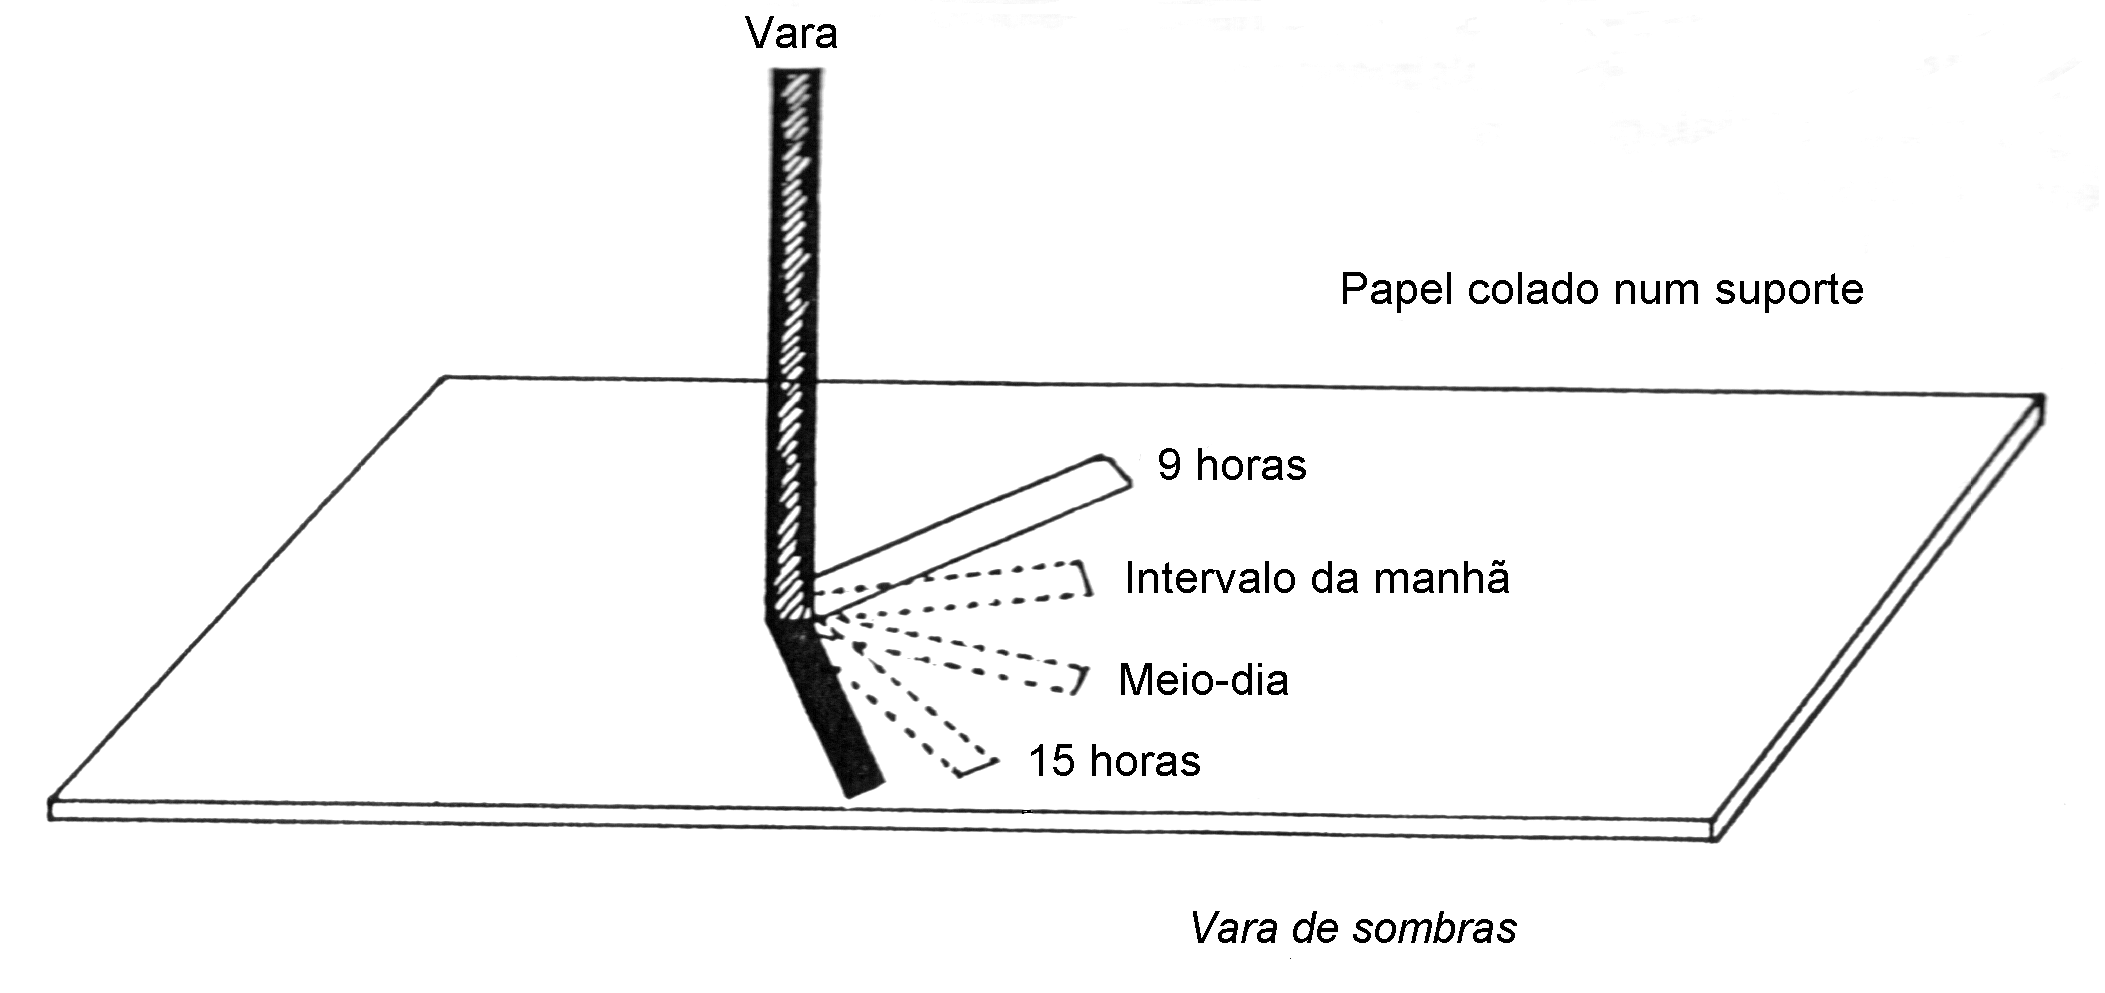 Vara
Papel colado num suporte
9 horas
Intervalo da manhã
Meio-dia
15 horas
Vara de sombras